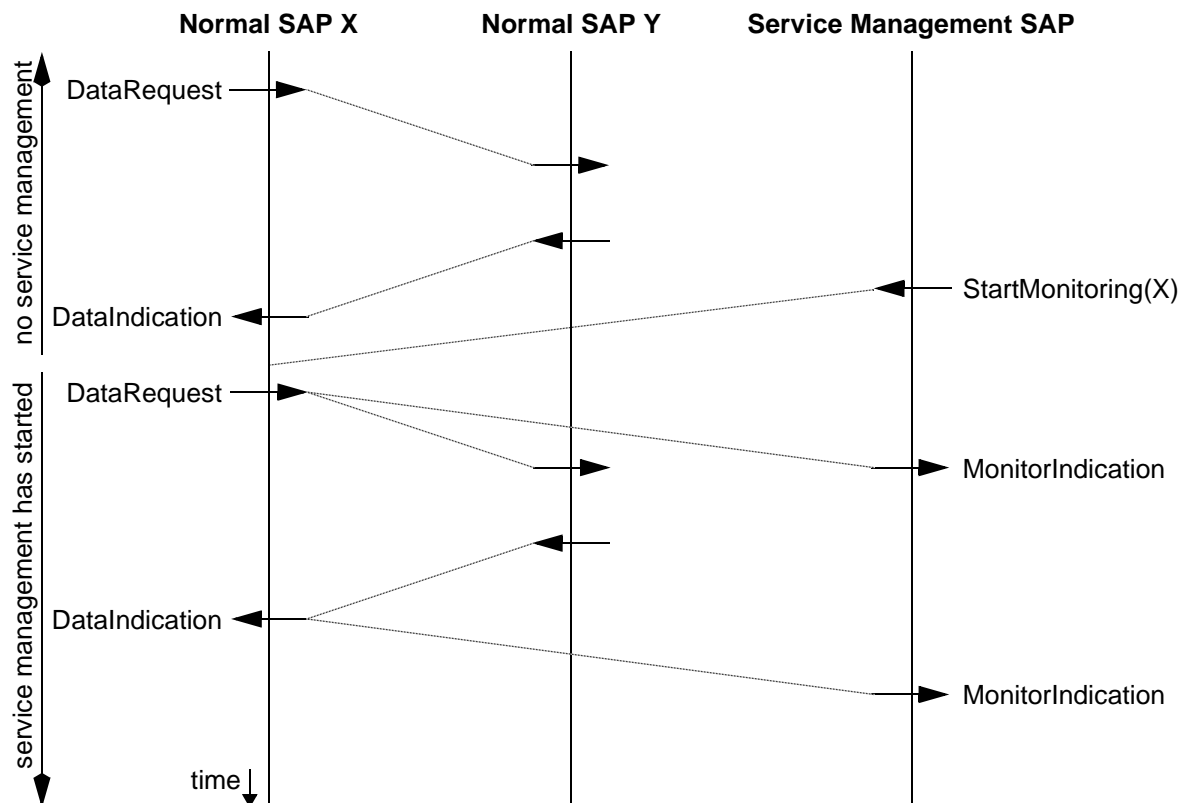 Normal SAP X
Normal SAP Y
Service Management SAP
no service management
DataRequest
StartMonitoring(X)
DataIndication
service management has started
DataRequest
MonitorIndication
DataIndication
MonitorIndication
time